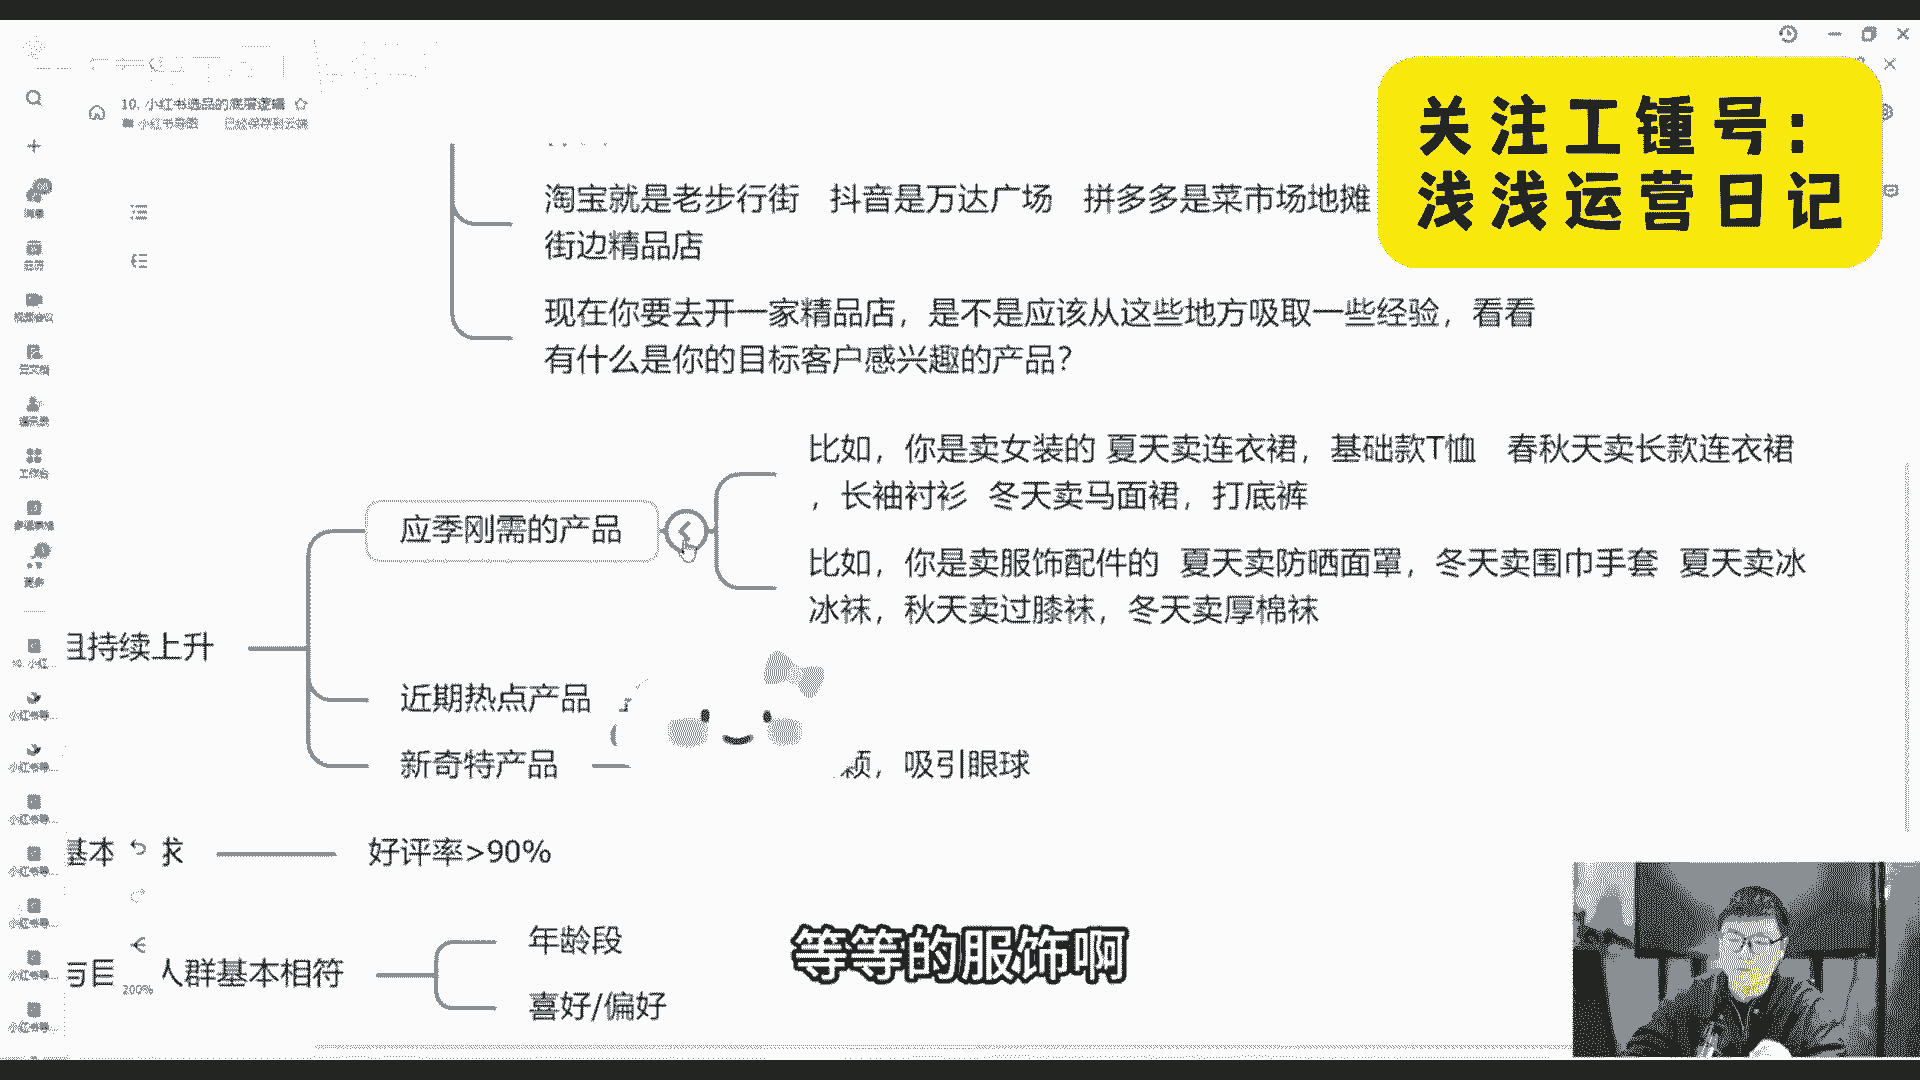 10. 小红书选品的底层逻辑
小红书导图 已经保存到云端
关注工锺号：
浅浅运营日记
淘宝就是老步行街 抖音是万达广场 拼多多是菜市场地摊
街边精品店
现在你要去开一家精品店，是不是应该从这些地方吸取一些经验，看看
有什么是你的目标客户感兴趣的产品？
比如，你是卖女装的 夏天卖连衣裙，基础款T恤 春秋天卖长款连衣裙
，长袖衬衫 冬天卖马面裙，打底裤
应季刚需的产品
比如，你是卖服饰配件的 夏天卖防晒面罩，冬天卖围巾手套 夏天卖冰
冰袜，秋天卖过膝袜，冬天卖厚棉袜
且持续上升
近期热点产品
新奇特产品
颖，吸引眼球
基本 求
好评率>90%
年龄段
与目 人群基本相符
喜好/偏好
200%
等等的服饰啊